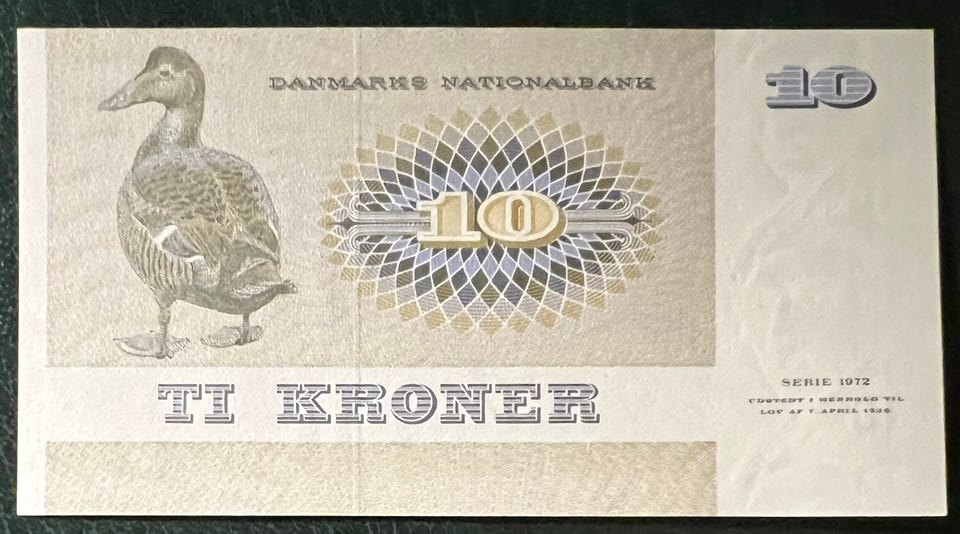 DANMARKS NATIONALBANK
10
10
TI KRONER
SERIE 1972
UDSTEDT I HENHOLD TIL
LOV AF 7 APRIL 1936